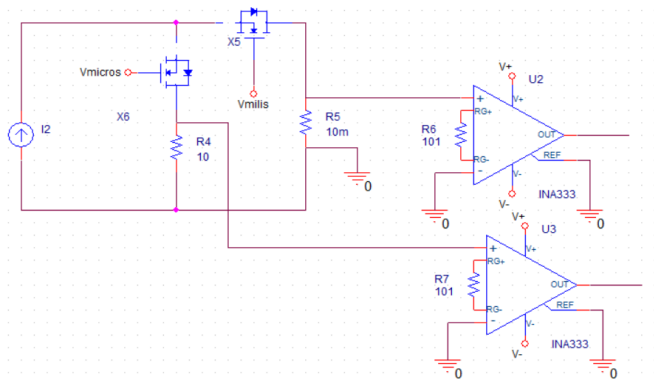 X5
Vmicros
Vmilis
X6
I2
R4
10
R5
10m
0
V+
U2
V+
+
RG+
R6
101
OUT
RG-
REF
-
V-
INA333
V-
0
0
V+
U3
V+
+
RG+
R7
101
OUT
RG-
REF
-
V-
INA333
V-
0
0